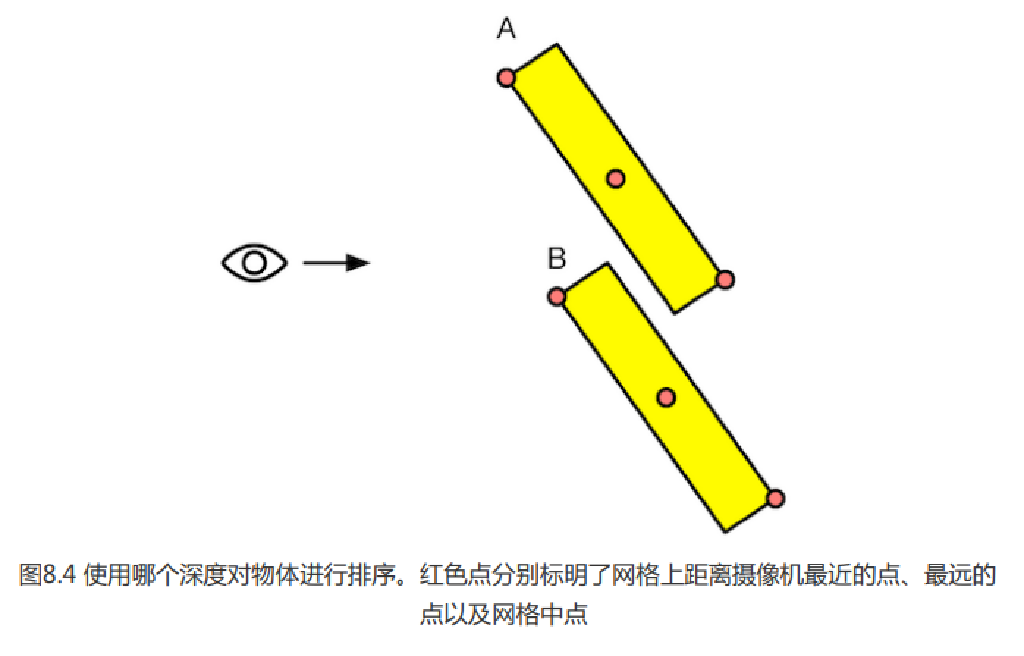 A
B
图8.4 使用哪个深度对物体进行排序。红色点分别标明了网格上距离摄像机最近的点、最远的
点以及网格中点